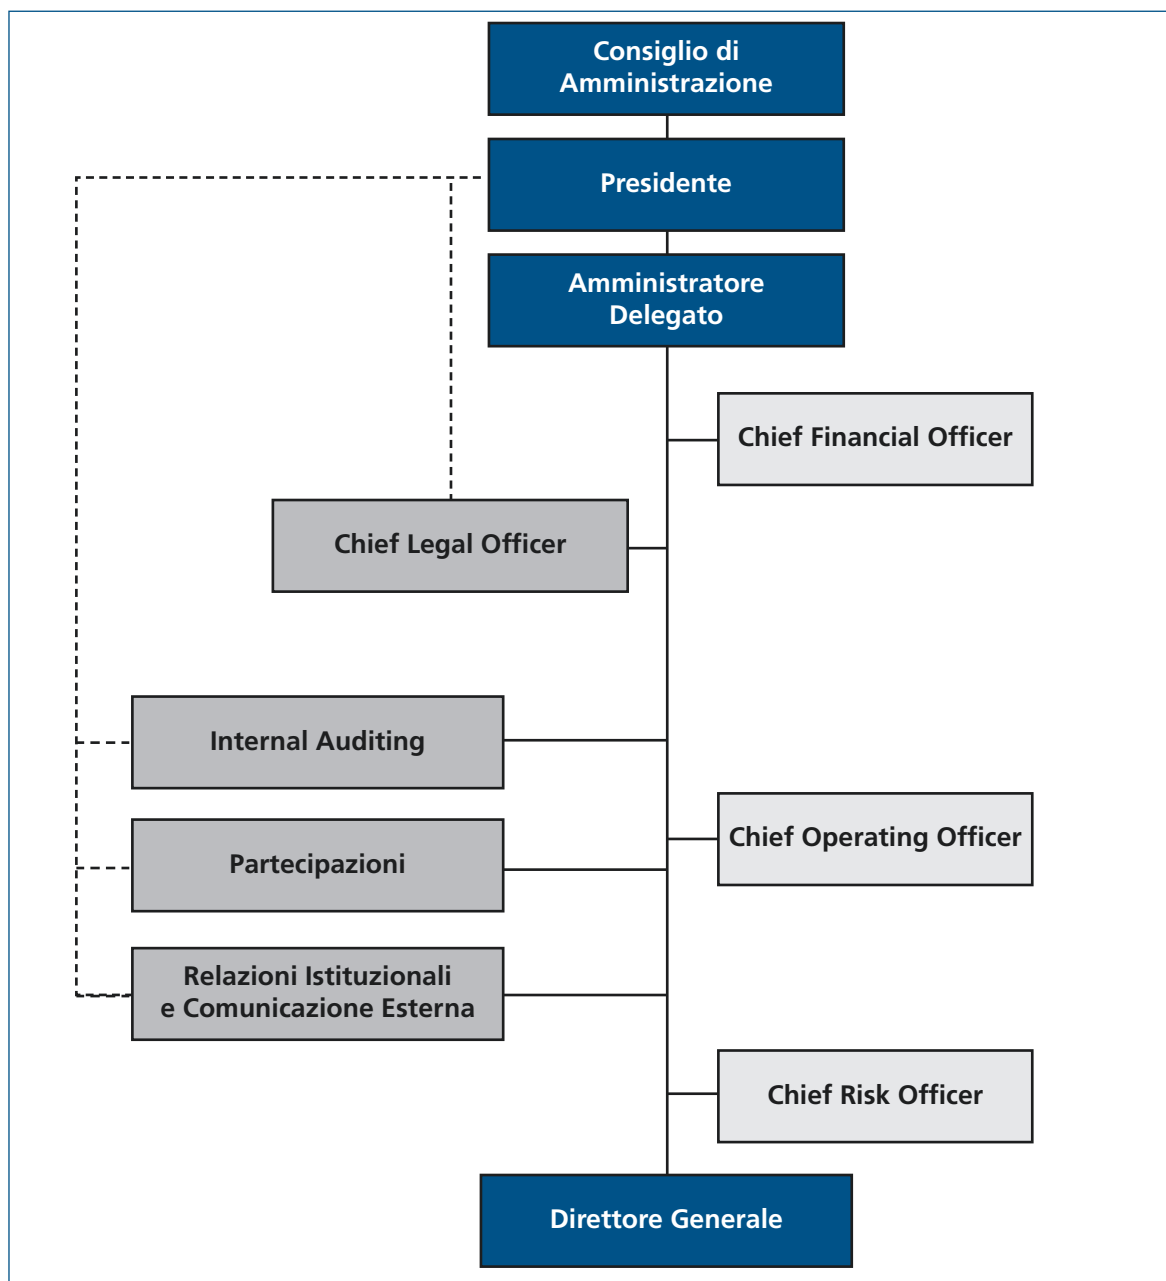 Consiglio di
Amministrazione
Presidente
Amministratore
Delegato
Chief Financial Officer
Chief Legal Officer
Internal Auditing
Chief Operating Officer
Partecipazioni
Relazioni Istituzionali
e Comunicazione Esterna
Chief Risk Officer
Direttore Generale